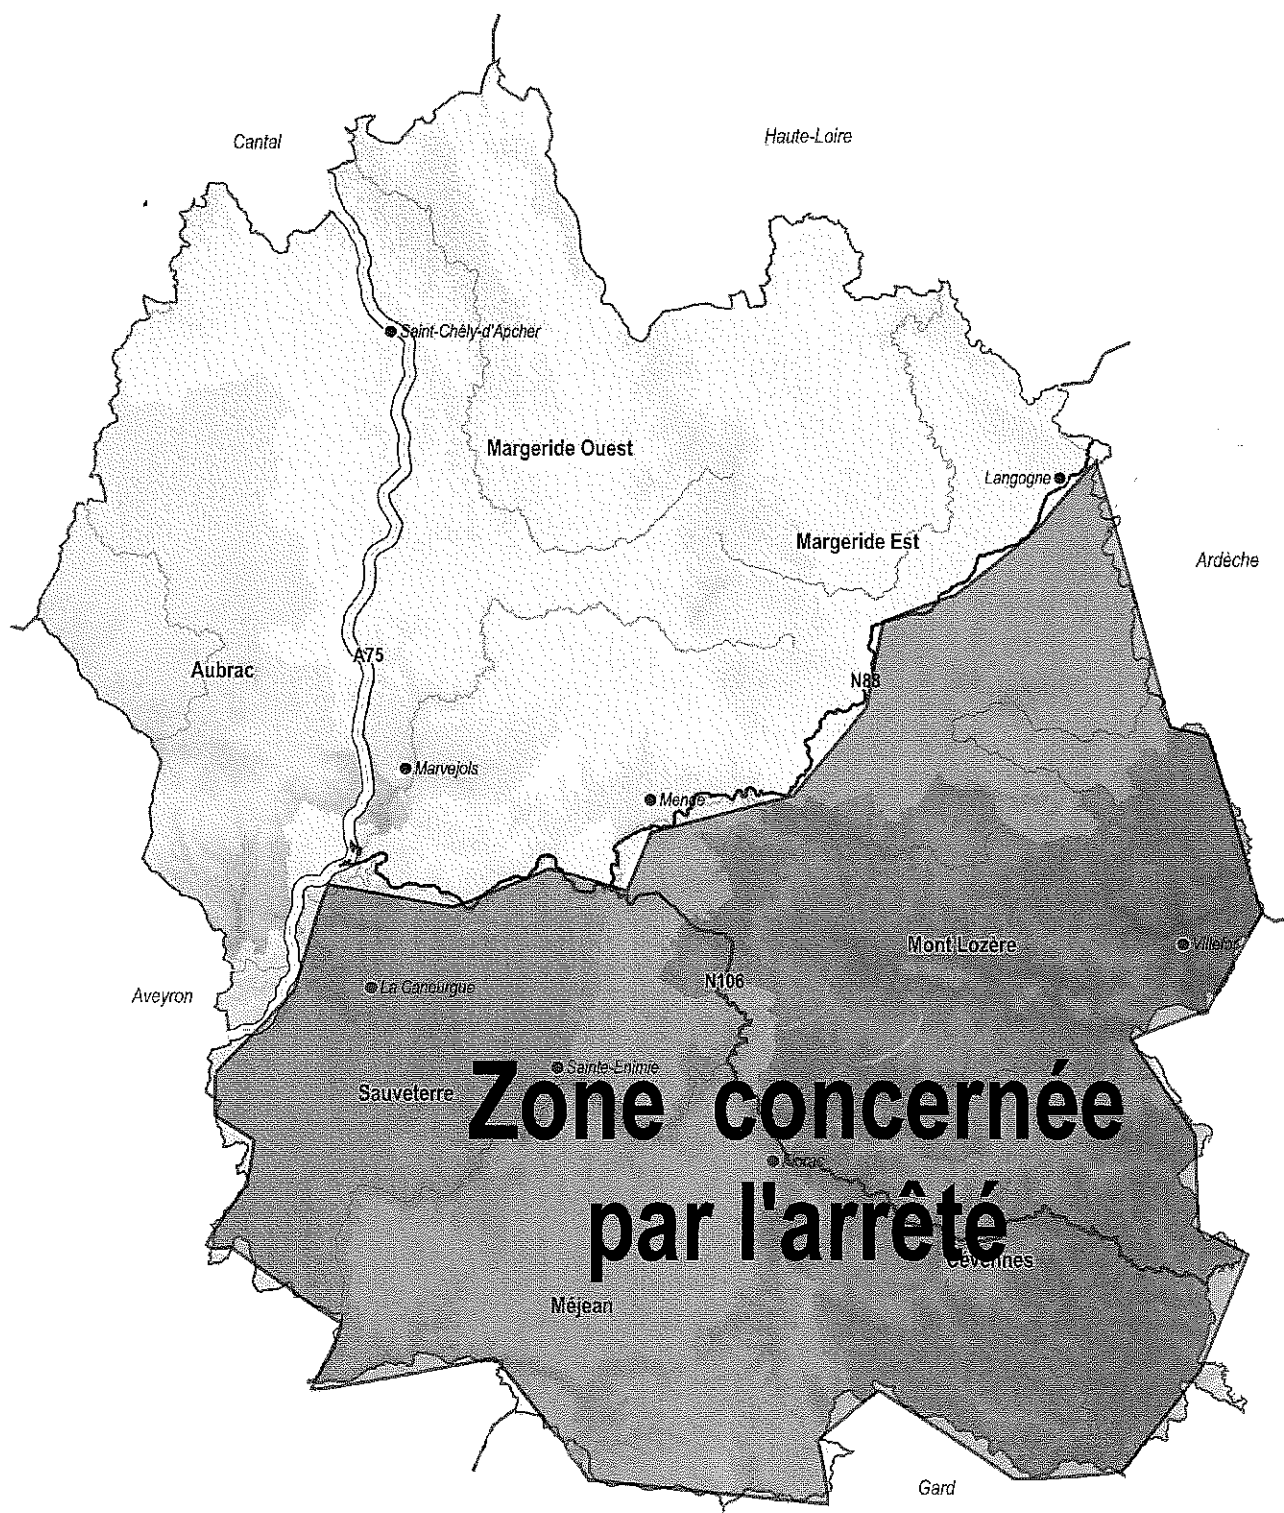 Cantal
Haute-Loire
Saint-Chély-d'Apcher
Margeride Ouest
Langogne
Margeride Est
Ardèche
A75
Aubrac
N88
Marvejols
Mende
Mont Lozère
Villefort
La Canourgue
N106
Aveyron
Sainte-Enimie
Sauveterre
Zone concernée
Florac
par l'arrêté
Cévennes
Méjean
Gard